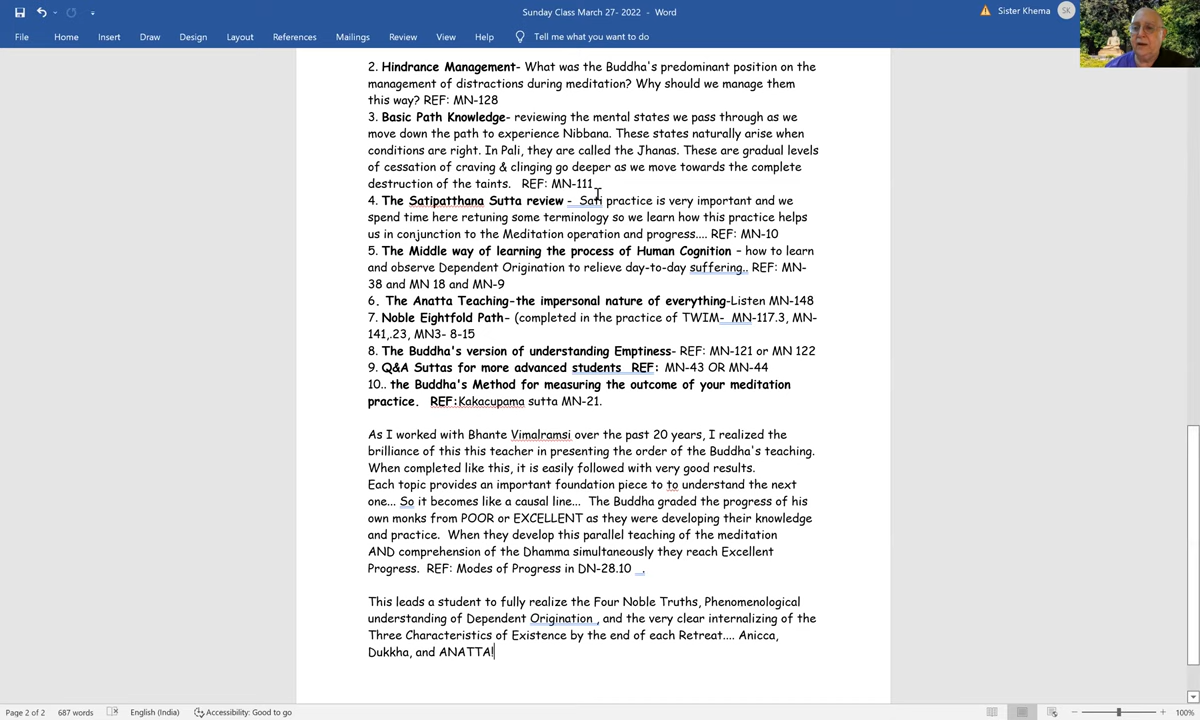 Sunday Class March 27- 2022 - Word
Sister Khema
SK
File Home Insert Draw Design Layout References Mailings Review View Help Tell me what you want to do
2. Hindrance Management- What was the Buddha's predominant position on the
management of distractions during meditation? Why should we manage them
this way? REF: MN-128
3. Basic Path Knowledge- reviewing the mental states we pass through as we
move down the path to experience Nibbana. These states naturally arise when
conditions are right. In Pali, they are called the Jhanas. These are gradual levels
of cessation of craving & clinging go deeper as we move towards the complete
destruction of the taints. REF: MN-111
4. The Satipatthana Sutta review - Sati practice is very important and we
spend time here retuning some terminology so we learn how this practice helps
us in conjunction to the Meditation operation and progress.... REF: MN-10
5. The Middle way of learning the process of Human Cognition – how to learn
and observe Dependent Origination to relieve day-to-day suffering.. REF: MN-
38 and MN 18 and MN-9
6. The Anatta Teaching-the impersonal nature of everything-Listen MN-148
7. Noble Eightfold Path- (completed in the practice of TWIM- MN-117.3, MN-
141,.23, MN3- 8-15
8. The Buddha's version of understanding Emptiness- REF: MN-121 or MN 122
9. Q&A Suttas for more advanced students REF: MN-43 OR MN-44
10.. the Buddha's Method for measuring the outcome of your meditation
practice. REF:Kakacupama sutta MN-21.
As I worked with Bhante Vimalramsi over the past 20 years, I realized the
brilliance of this this teacher in presenting the order of the Buddha's teaching.
When completed like this, it is easily followed with very good results.
Each topic provides an important foundation piece to to understand the next
one... So it becomes like a causal line... The Buddha graded the progress of his
own monks from POOR or EXCELLENT as they were developing their knowledge
and practice. When they develop this parallel teaching of the meditation
AND comprehension of the Dhamma simultaneously they reach Excellent
Progress. REF: Modes of Progress in DN-28.10 .
This leads a student to fully realize the Four Noble Truths, Phenomenological
understanding of Dependent Origination , and the very clear internalizing of the
Three Characteristics of Existence by the end of each Retreat.... Anicca,
Dukkha, and ANATTA!
Page 2 of 2 687 words English (India) Accessibility: Good to go 100%